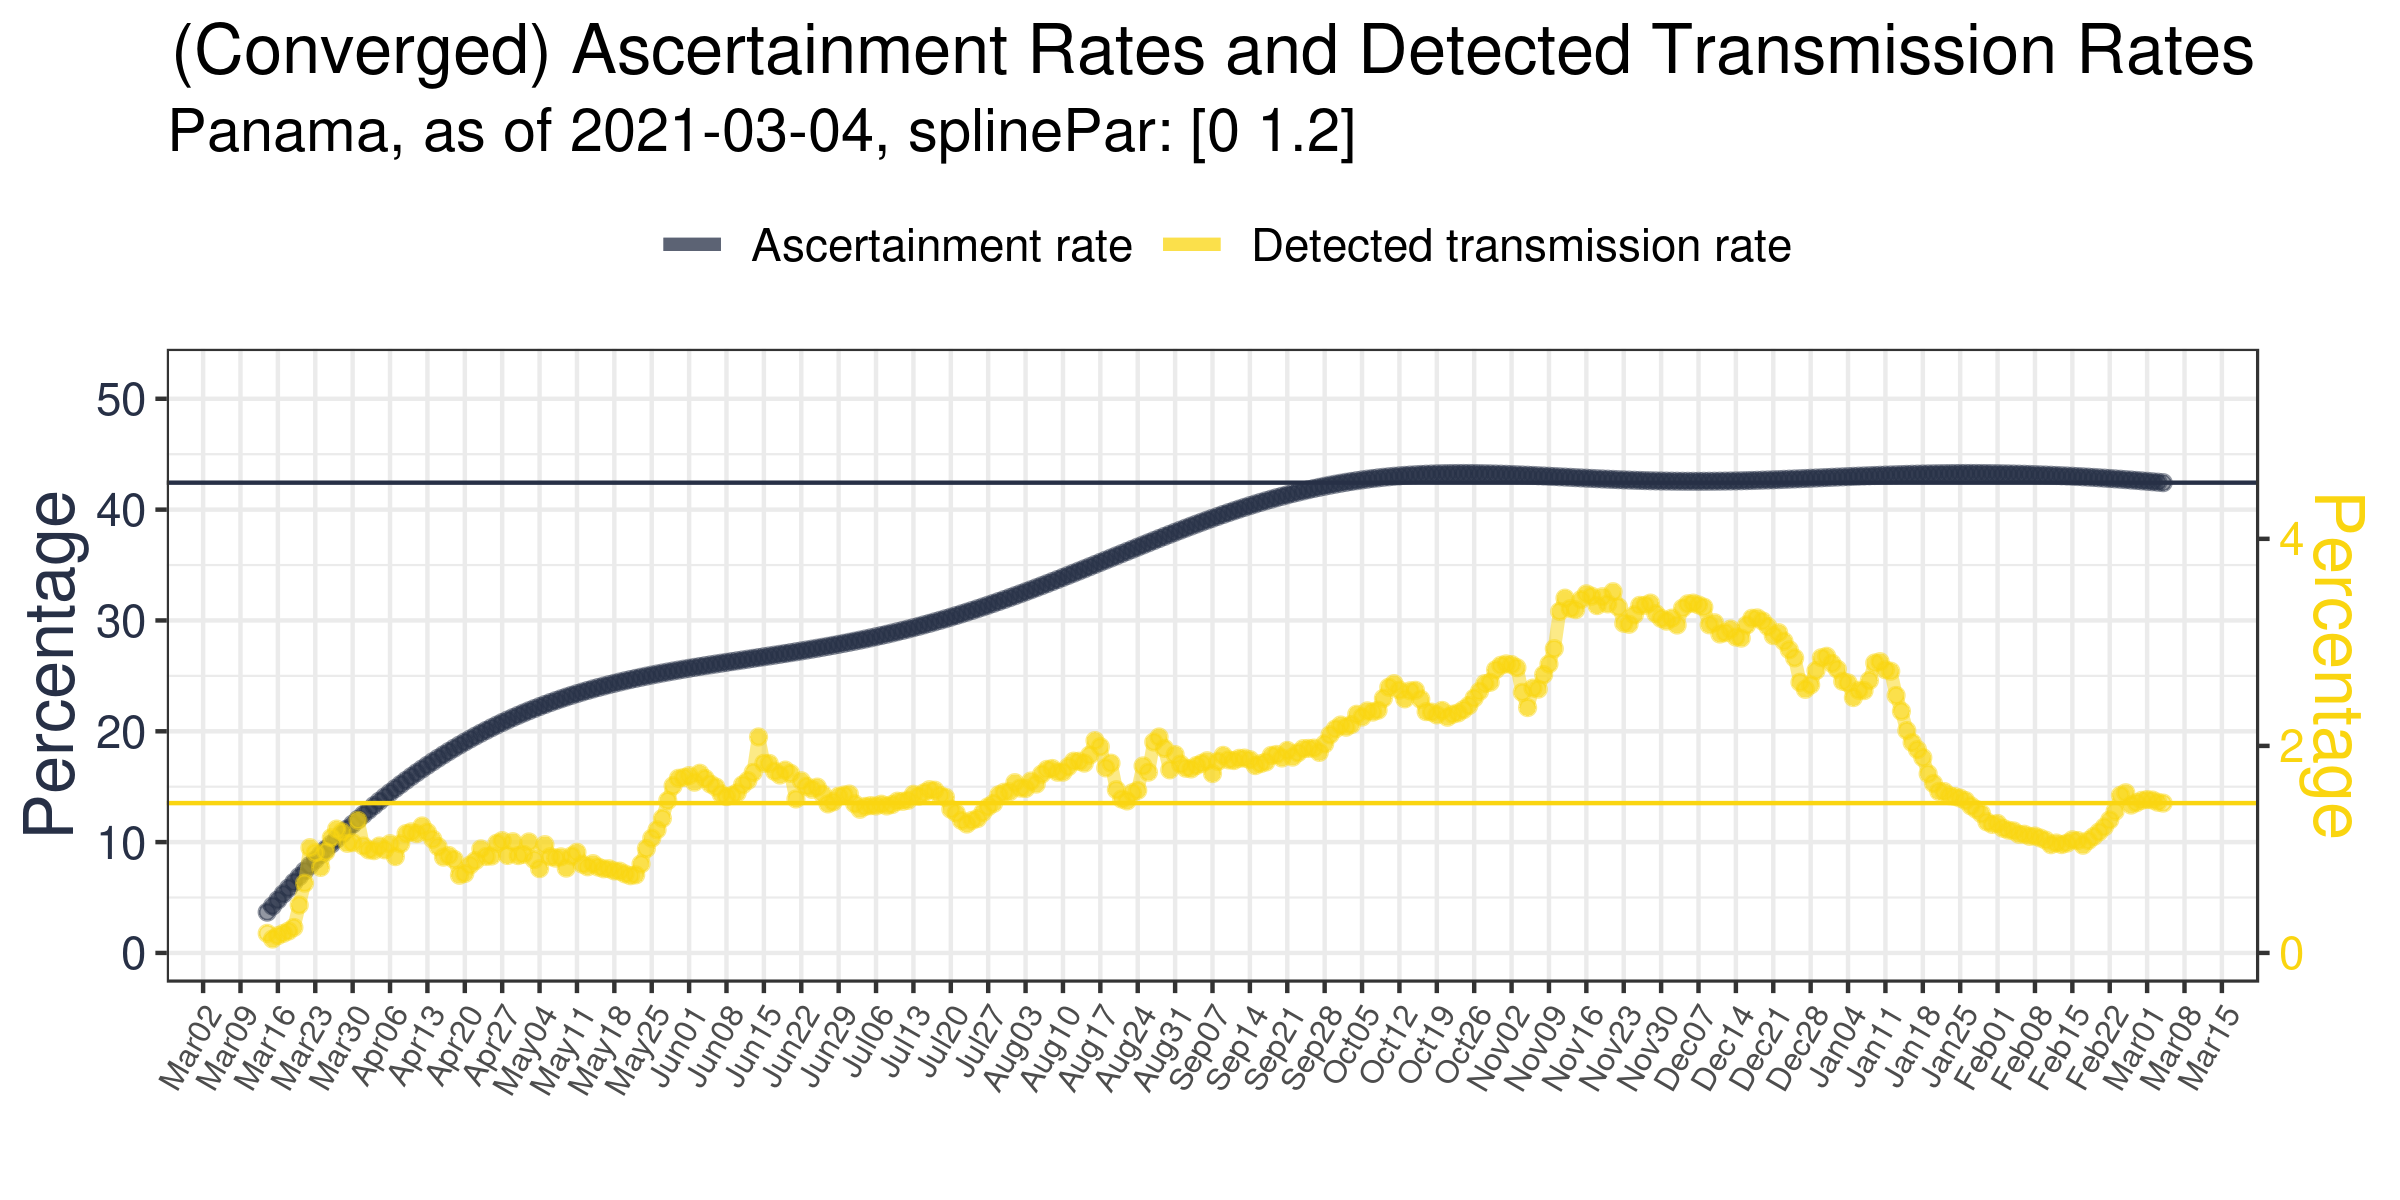 (Converged) Ascertainment Rates and Detected Transmission Rates
Panama, as of 2021-03-04, splinePar: [0 1.2]
Ascertainment rate Detected transmission rate
Percentage
50
40
30
20
10
0
4
2
0
Percentage
Mar02 Mar09 Mar16 Mar23 Mar30 Apr06 Apr13 Apr20 Apr27 May04 May11 May18 May25 Jun01 Jun08 Jun15 Jun22 Jun29 Jul06 Jul13 Jul20 Jul27 Aug03 Aug10 Aug17 Aug24 Aug31 Sep07 Sep14 Sep21 Sep28 Oct05 Oct12 Oct19 Oct26 Nov02 Nov09 Nov16 Nov23 Nov30 Dec07 Dec14 Dec21 Dec28 Jan04 Jan11 Jan18 Jan25 Feb01 Feb08 Feb15 Feb22 Mar01 Mar08 Mar15